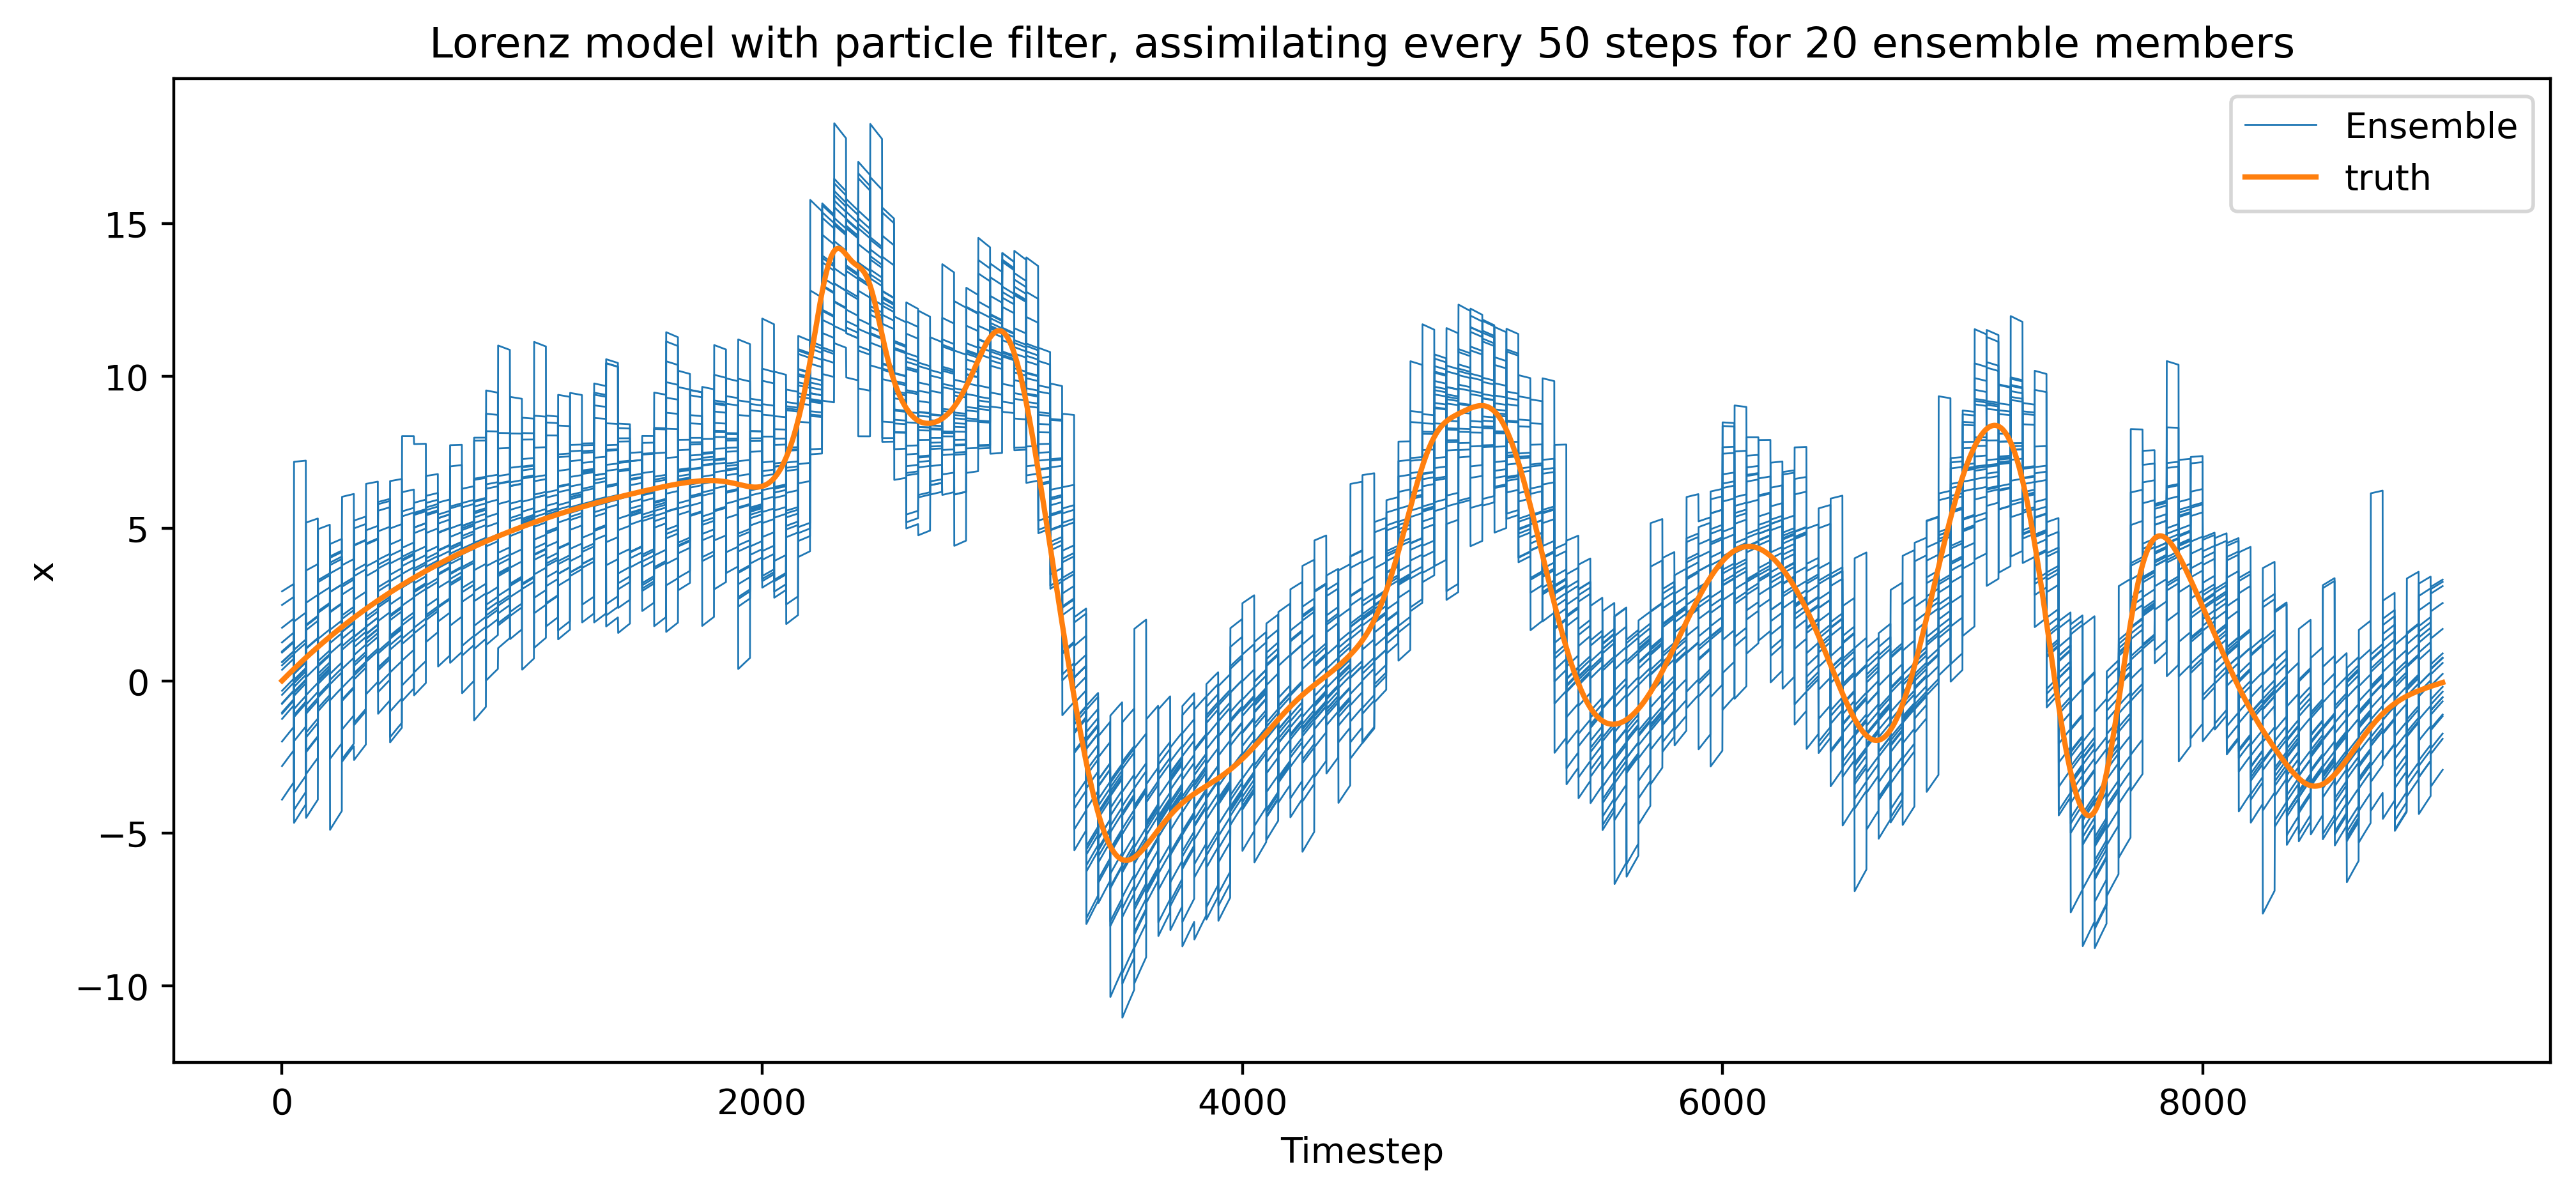 Lorenz model with particle filter, assimilating every 50 steps for 20 ensemble members
Ensemble
truth
15
10
5
0
−5
−10
x
0 2000 4000 6000 8000
Timestep